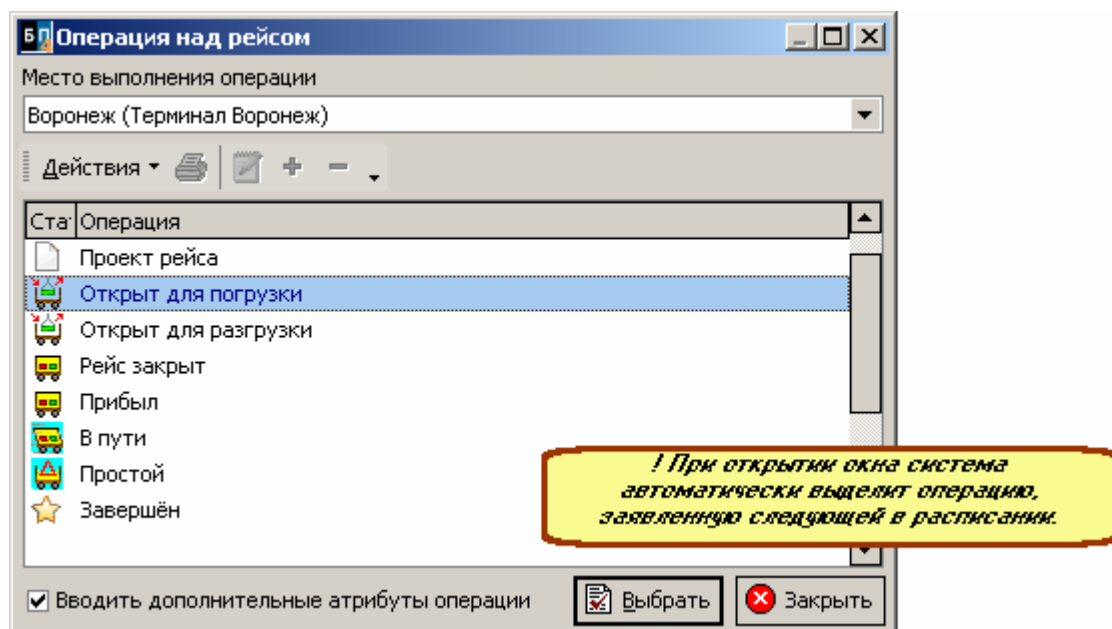 БП Операция над рейсом
Место выполнения операции
Воронеж (Терминал Воронеж)
Действия
Ста Операция
Проект рейса
Открыт для погрузки
Открыт для разгрузки
Рейс закрыт
Прибыл
В пути
Простой
Завершён
! При открытии окна система
автоматически выделит операцию,
заявленную следующей в расписании.
Вводить дополнительные атрибуты операции
Выбрать
Закрыть